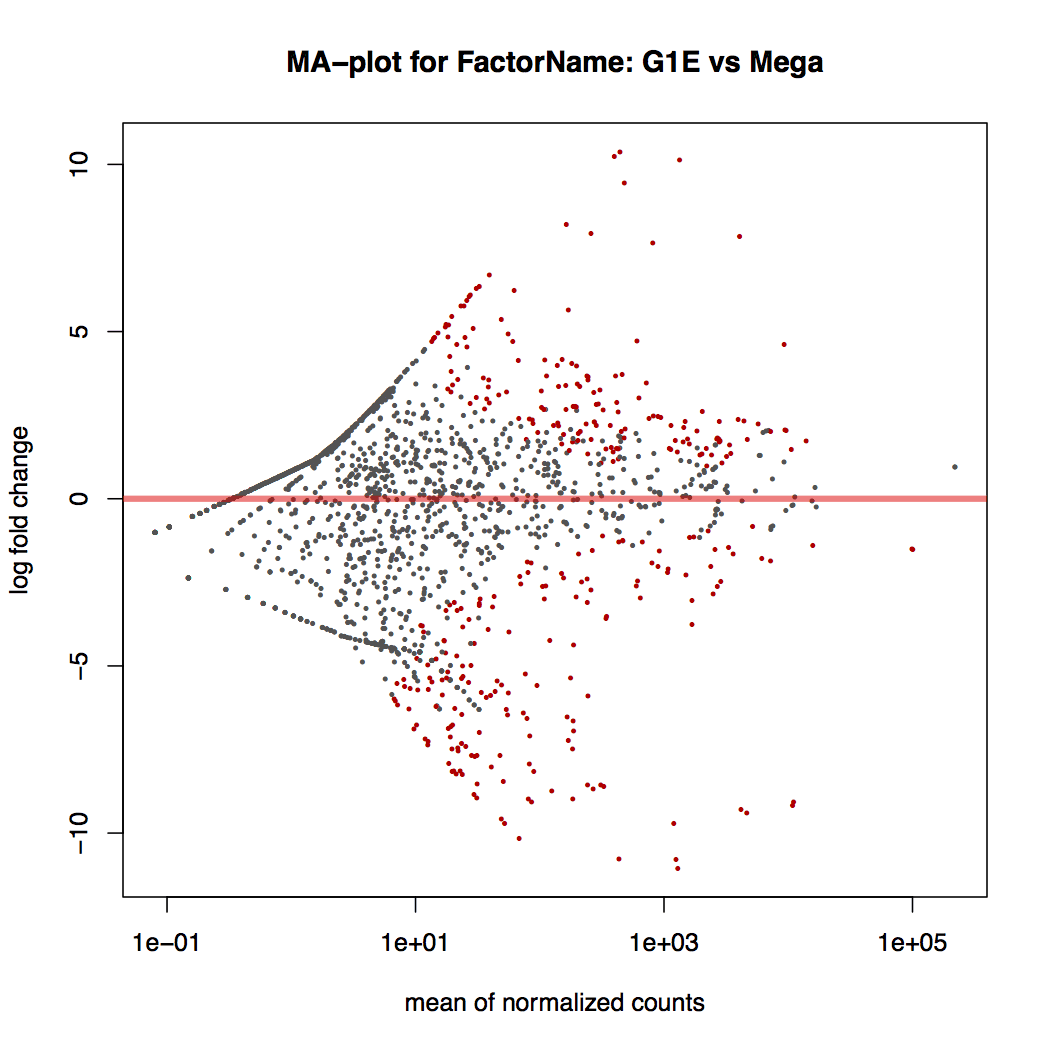 MA−plot for FactorName: G1E vs Mega
log fold change
10
5
0
−5
−10
1e−01 1e+01 1e+03 1e+05
mean of normalized counts